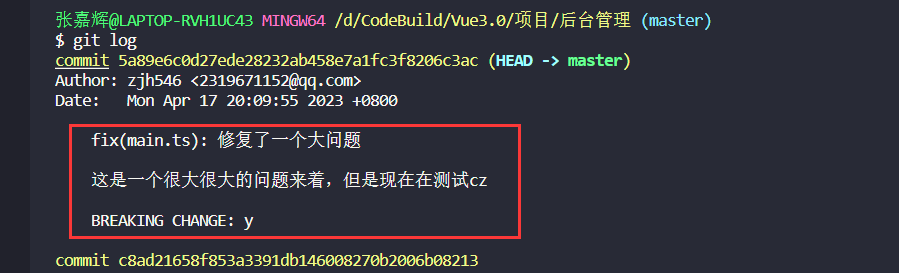 张嘉辉@LAPTOP-RVH1UC43 MINGW64 /d/CodeBuild/Vue3.0/项目/后台管理 (master)
$ git log
commit 5a89e6c0d27ede28232ab458e7a1fc3f8206c3ac (HEAD -> master)
Author: zjh546 <2319671152@qq.com>
Date:   Mon Apr 17 20:09:55 2023 +0800
fix(main.ts): 修复了一个大问题
这是一个很大很大的问题来着，但是现在在测试cz
BREAKING CHANGE: y
commit c8ad21658f853a3391db146008270b2006b08213